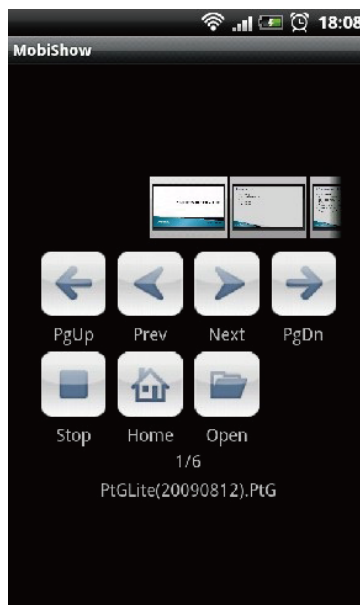 18:08
MobiShow
PgUp Prev Next PgDn
Stop Home Open
1/6
PtGLite(20090812).PtG